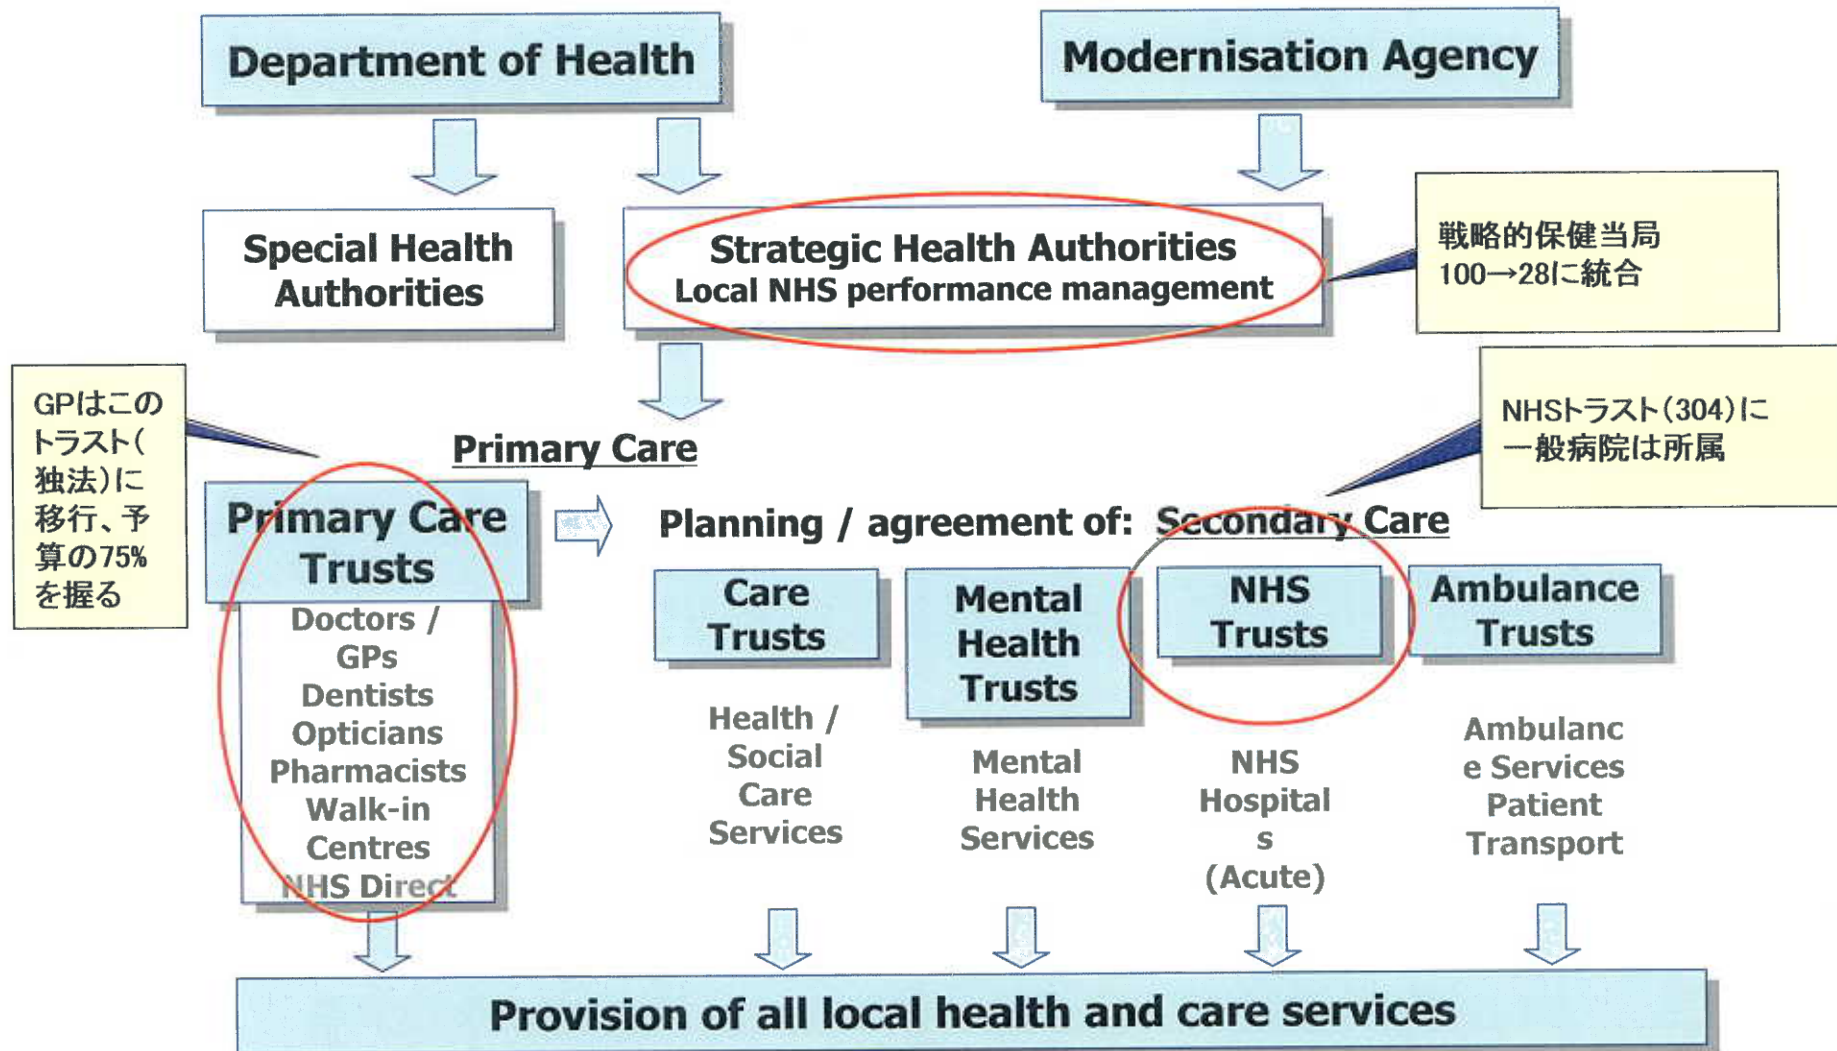 Department of Health
Modernisation Agency
Special Health
Authorities
Strategic Health Authorities
Local NHS performance management
戦略的保健当局
100→28に統合
GPはこの
トラスト(
独法)に
移行、予
算の75%
を握る
NHSトラスト(304)に
一般病院は所属
Primary Care
Primary Care
Trusts
Doctors /
GPs
Dentists
Opticians
Pharmacists
Walk-in
Centres
NHS Direct
Planning / agreement of: Secondary Care
Care
Trusts
Health /
Social
Care
Services
Mental
Health
Trusts
Mental
Health
Services
NHS
Trusts
NHS
Hospital
s
(Acute)
Ambulance
Trusts
Ambulanc
e Services
Patient
Transport
Provision of all local health and care services